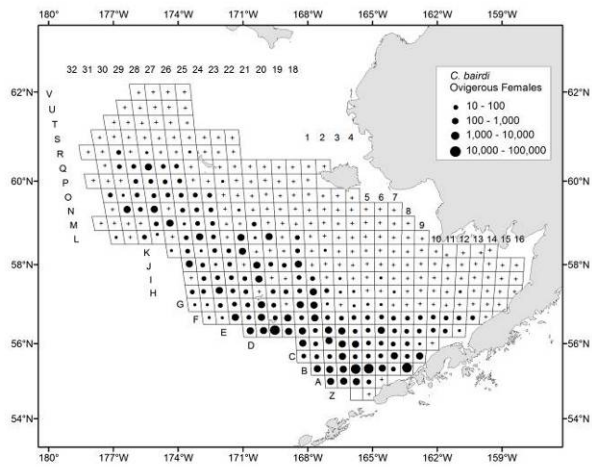 180° 177°W 174°W 171°W 168°W 165°W 162°W 159°W
32 31 30 29 28 27 26 25 24 23 22 21 20 19 18
C. bairdi
Ovigerous Females
10 - 100
100 - 1,000
1,000 - 10,000
10,000 - 100,000
62°N V 62°N
U
T
S 1 2 3 4
R
Q
60°N P 60°N
O 5 6 7
N 8
M 9
L 10 11 12 13 14 15 16
K
58°N J 58°N
I
H
G
F
E
56°N D 56°N
C
B
A
Z
54°N 54°N
180° 177°W 174°W 171°W 168°W 165°W 162°W 159°W